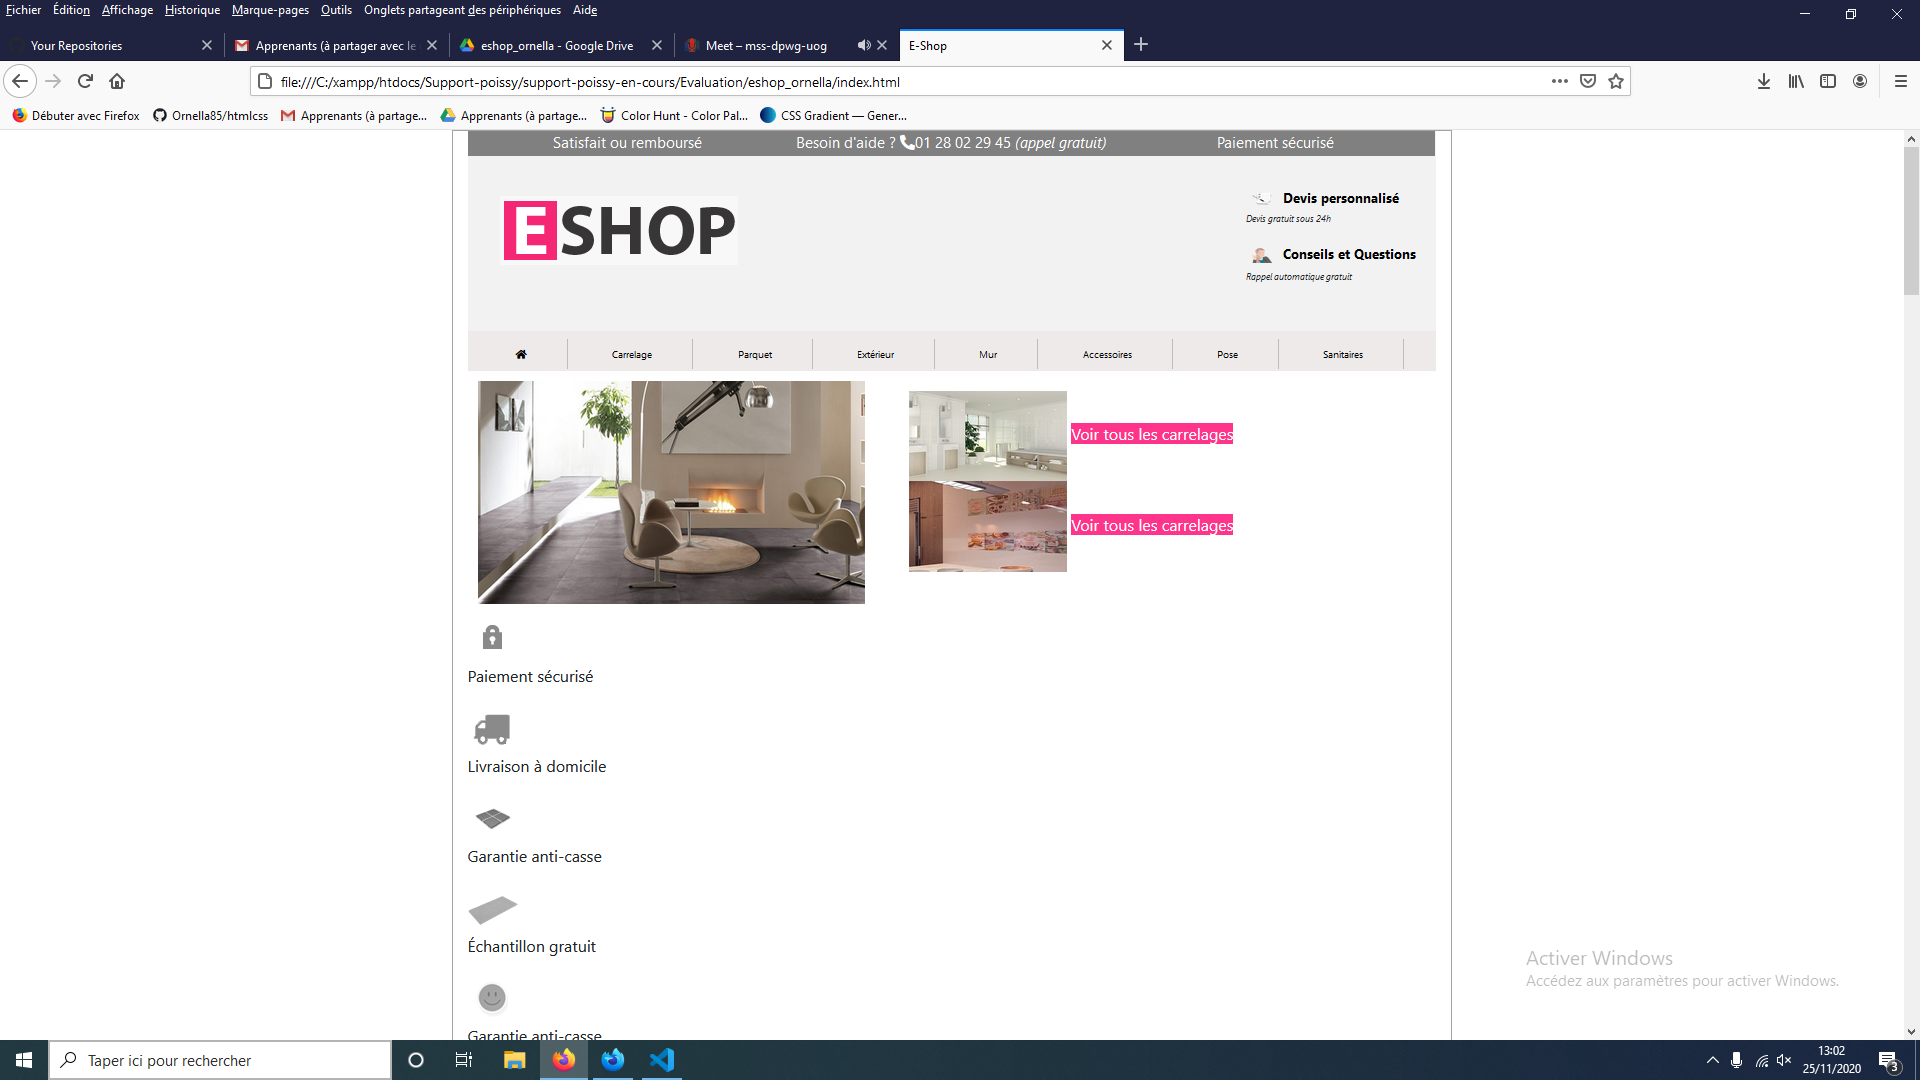 Fichier Édition Affichage Historique Marque-pages Outils Onglets partageant des périphériques Aide
Your Repositories
Apprenants (à partager avec le
eshop_ornella - Google Drive
Meet – mss-dpwg-uog
E-Shop
file:///C:/xampp/htdocs/Support-poissy/support-poissy-en-cours/Evaluation/eshop_ornella/index.html
Débuter avec Firefox
Ornella85/htmlcss
Apprenants (à partage...
Apprenants (à partage...
Color Hunt - Color Pal...
CSS Gradient — Gener...
Satisfait ou remboursé
Besoin d'aide ? 01 28 02 29 45 (appel gratuit)
Paiement sécurisé
ESHOP
Devis personnalisé
Devis gratuit sous 24h
Conseils et Questions
Rappel automatique gratuit
Carrelage Parquet Extérieur Mur Accessoires Pose Sanitaires
Voir tous les carrelages
Voir tous les carrelages
Paiement sécurisé
Livraison à domicile
Garantie anti-casse
Échantillon gratuit
Garantie anti-casse
Activer Windows
Accédez aux paramètres pour activer Windows.
Taper ici pour rechercher
13:02
25/11/2020
3